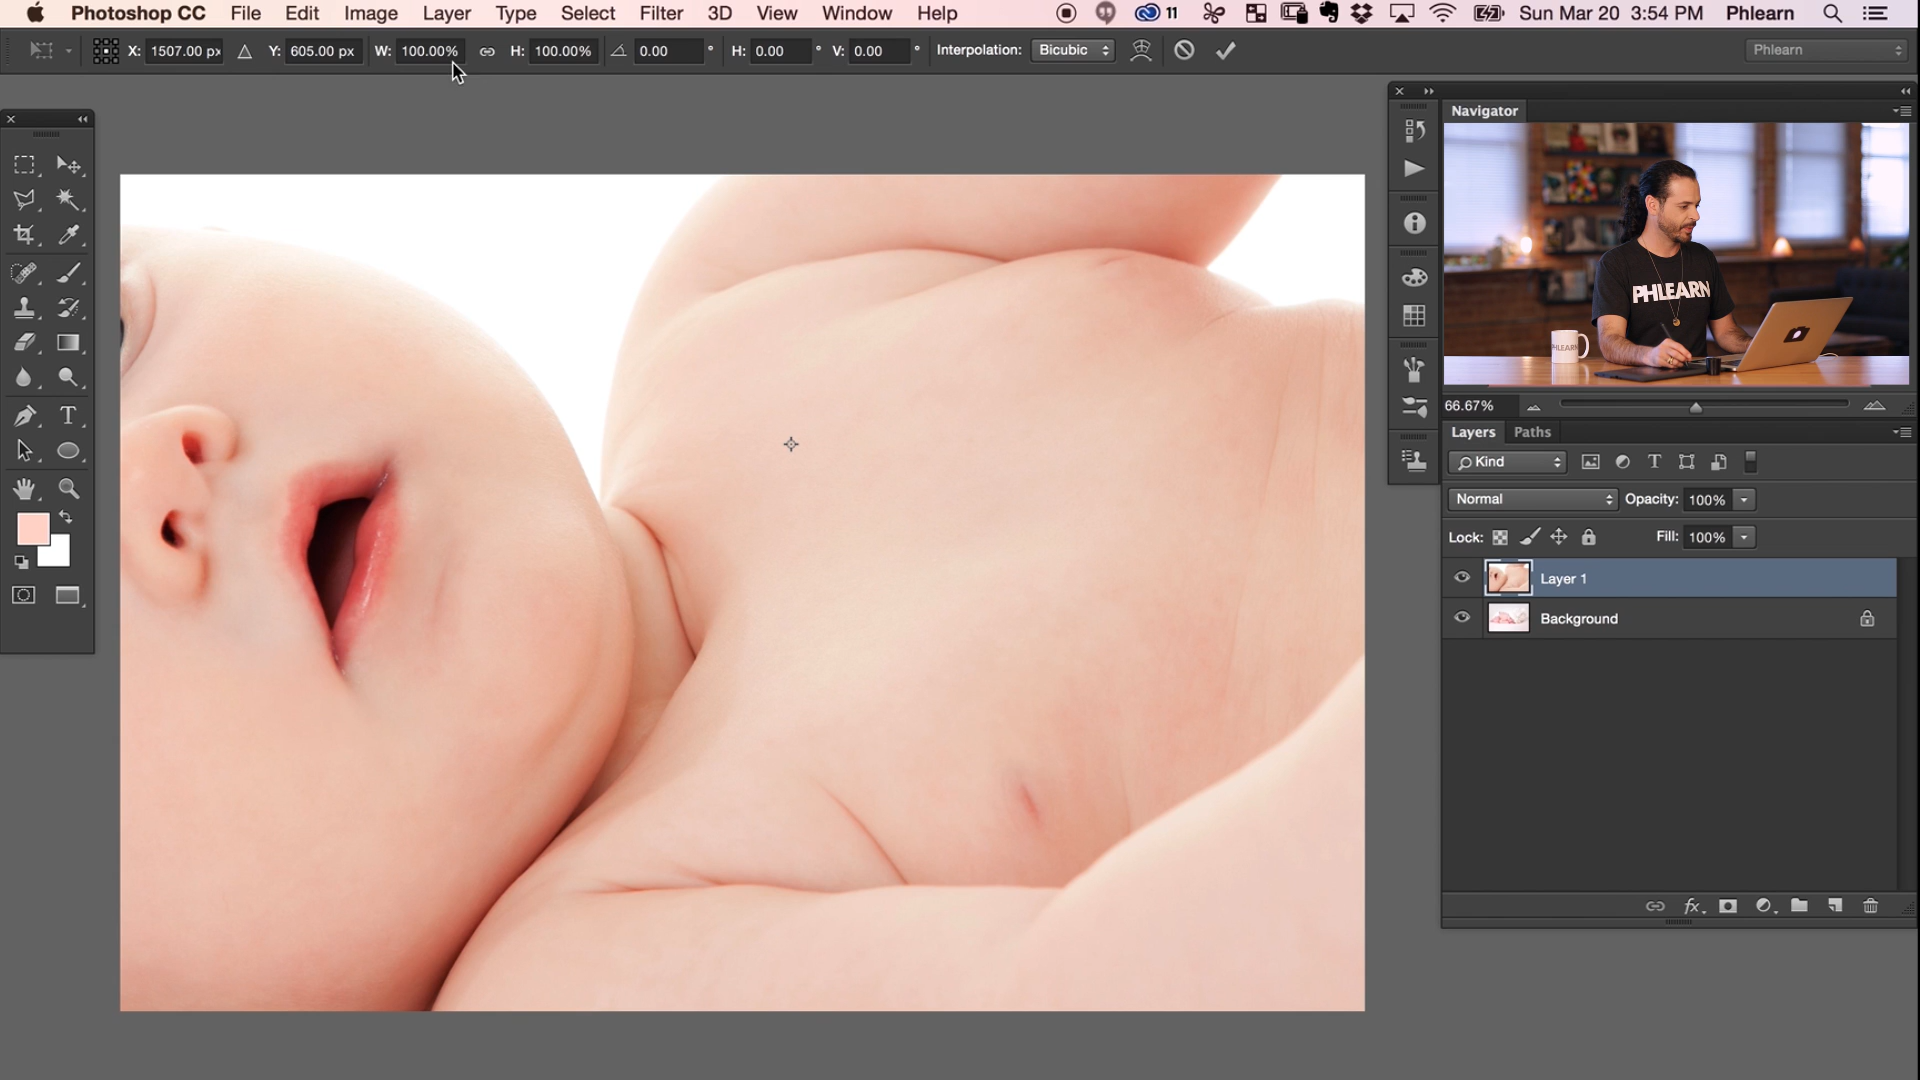 Photoshop CC File Edit Image Layer Type Select Filter 3D View Window Help 11 Sun Mar 20 3:54 PM Phlearn
X: 1507.00 px Y: 605.00 px W: 100.00% H: 100.00% 0.00 ° H: 0.00 ° V: 0.00 ° Interpolation: Bicubic Phlearn
Navigator
PHLEARN
PHLEARN
66.67%
Layers Paths
Kind
Normal Opacity: 100%
Lock: Fill: 100%
Layer 1
Background